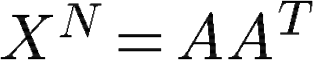 X^N = AA^T